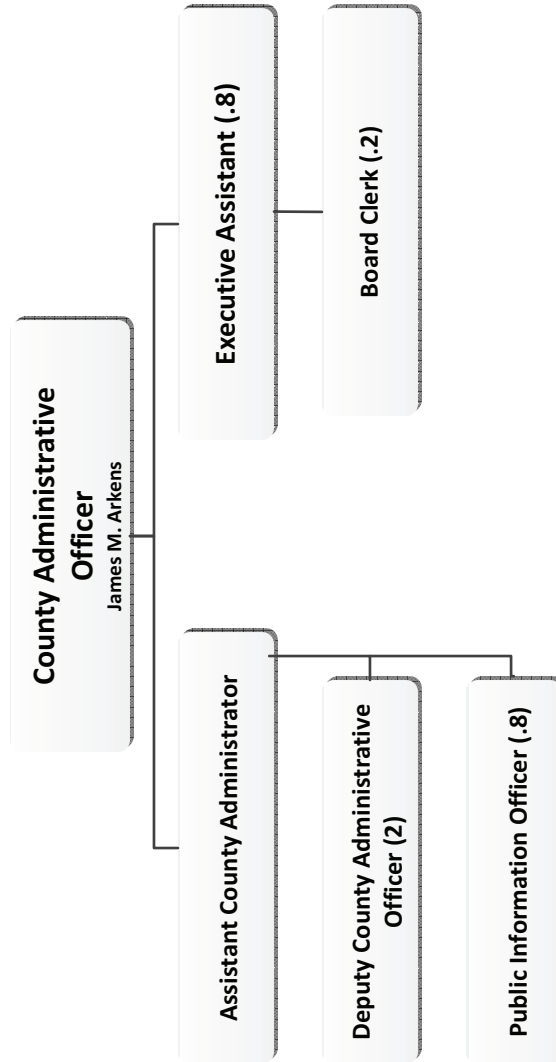 County Administrative
Officer
James M. Arkens
Assistant County Administrator
Deputy County Administrative
Officer (2)
Public Information Officer (.8)
Executive Assistant (.8)
Board Clerk (.2)